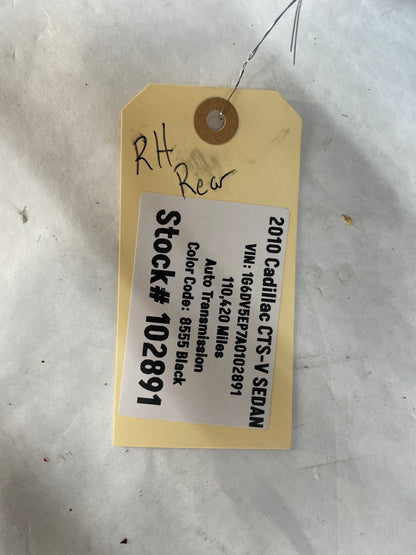 RH
Rear
2010 Cadillac CTS-V SEDAN
VIN: 1G6DV5EP7A0102891
110,420 Miles
Auto Transmission
Color Code: 8555 Black
Stock# 102891